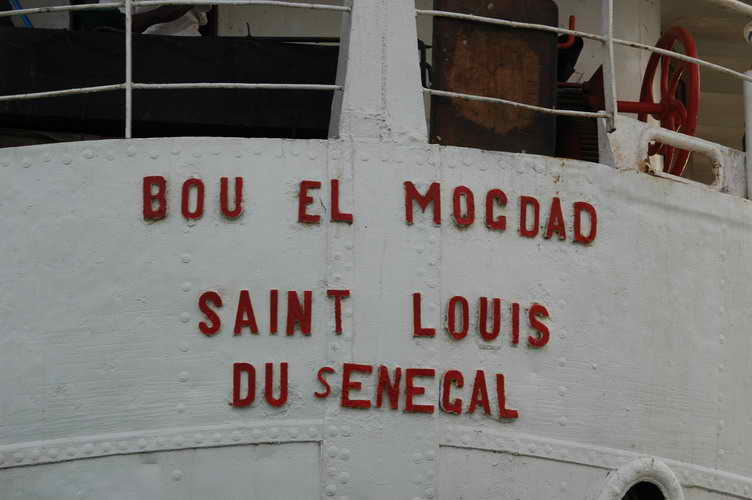 BOU EL MOGDAD
SAINT LOUIS
DU SENEGAL